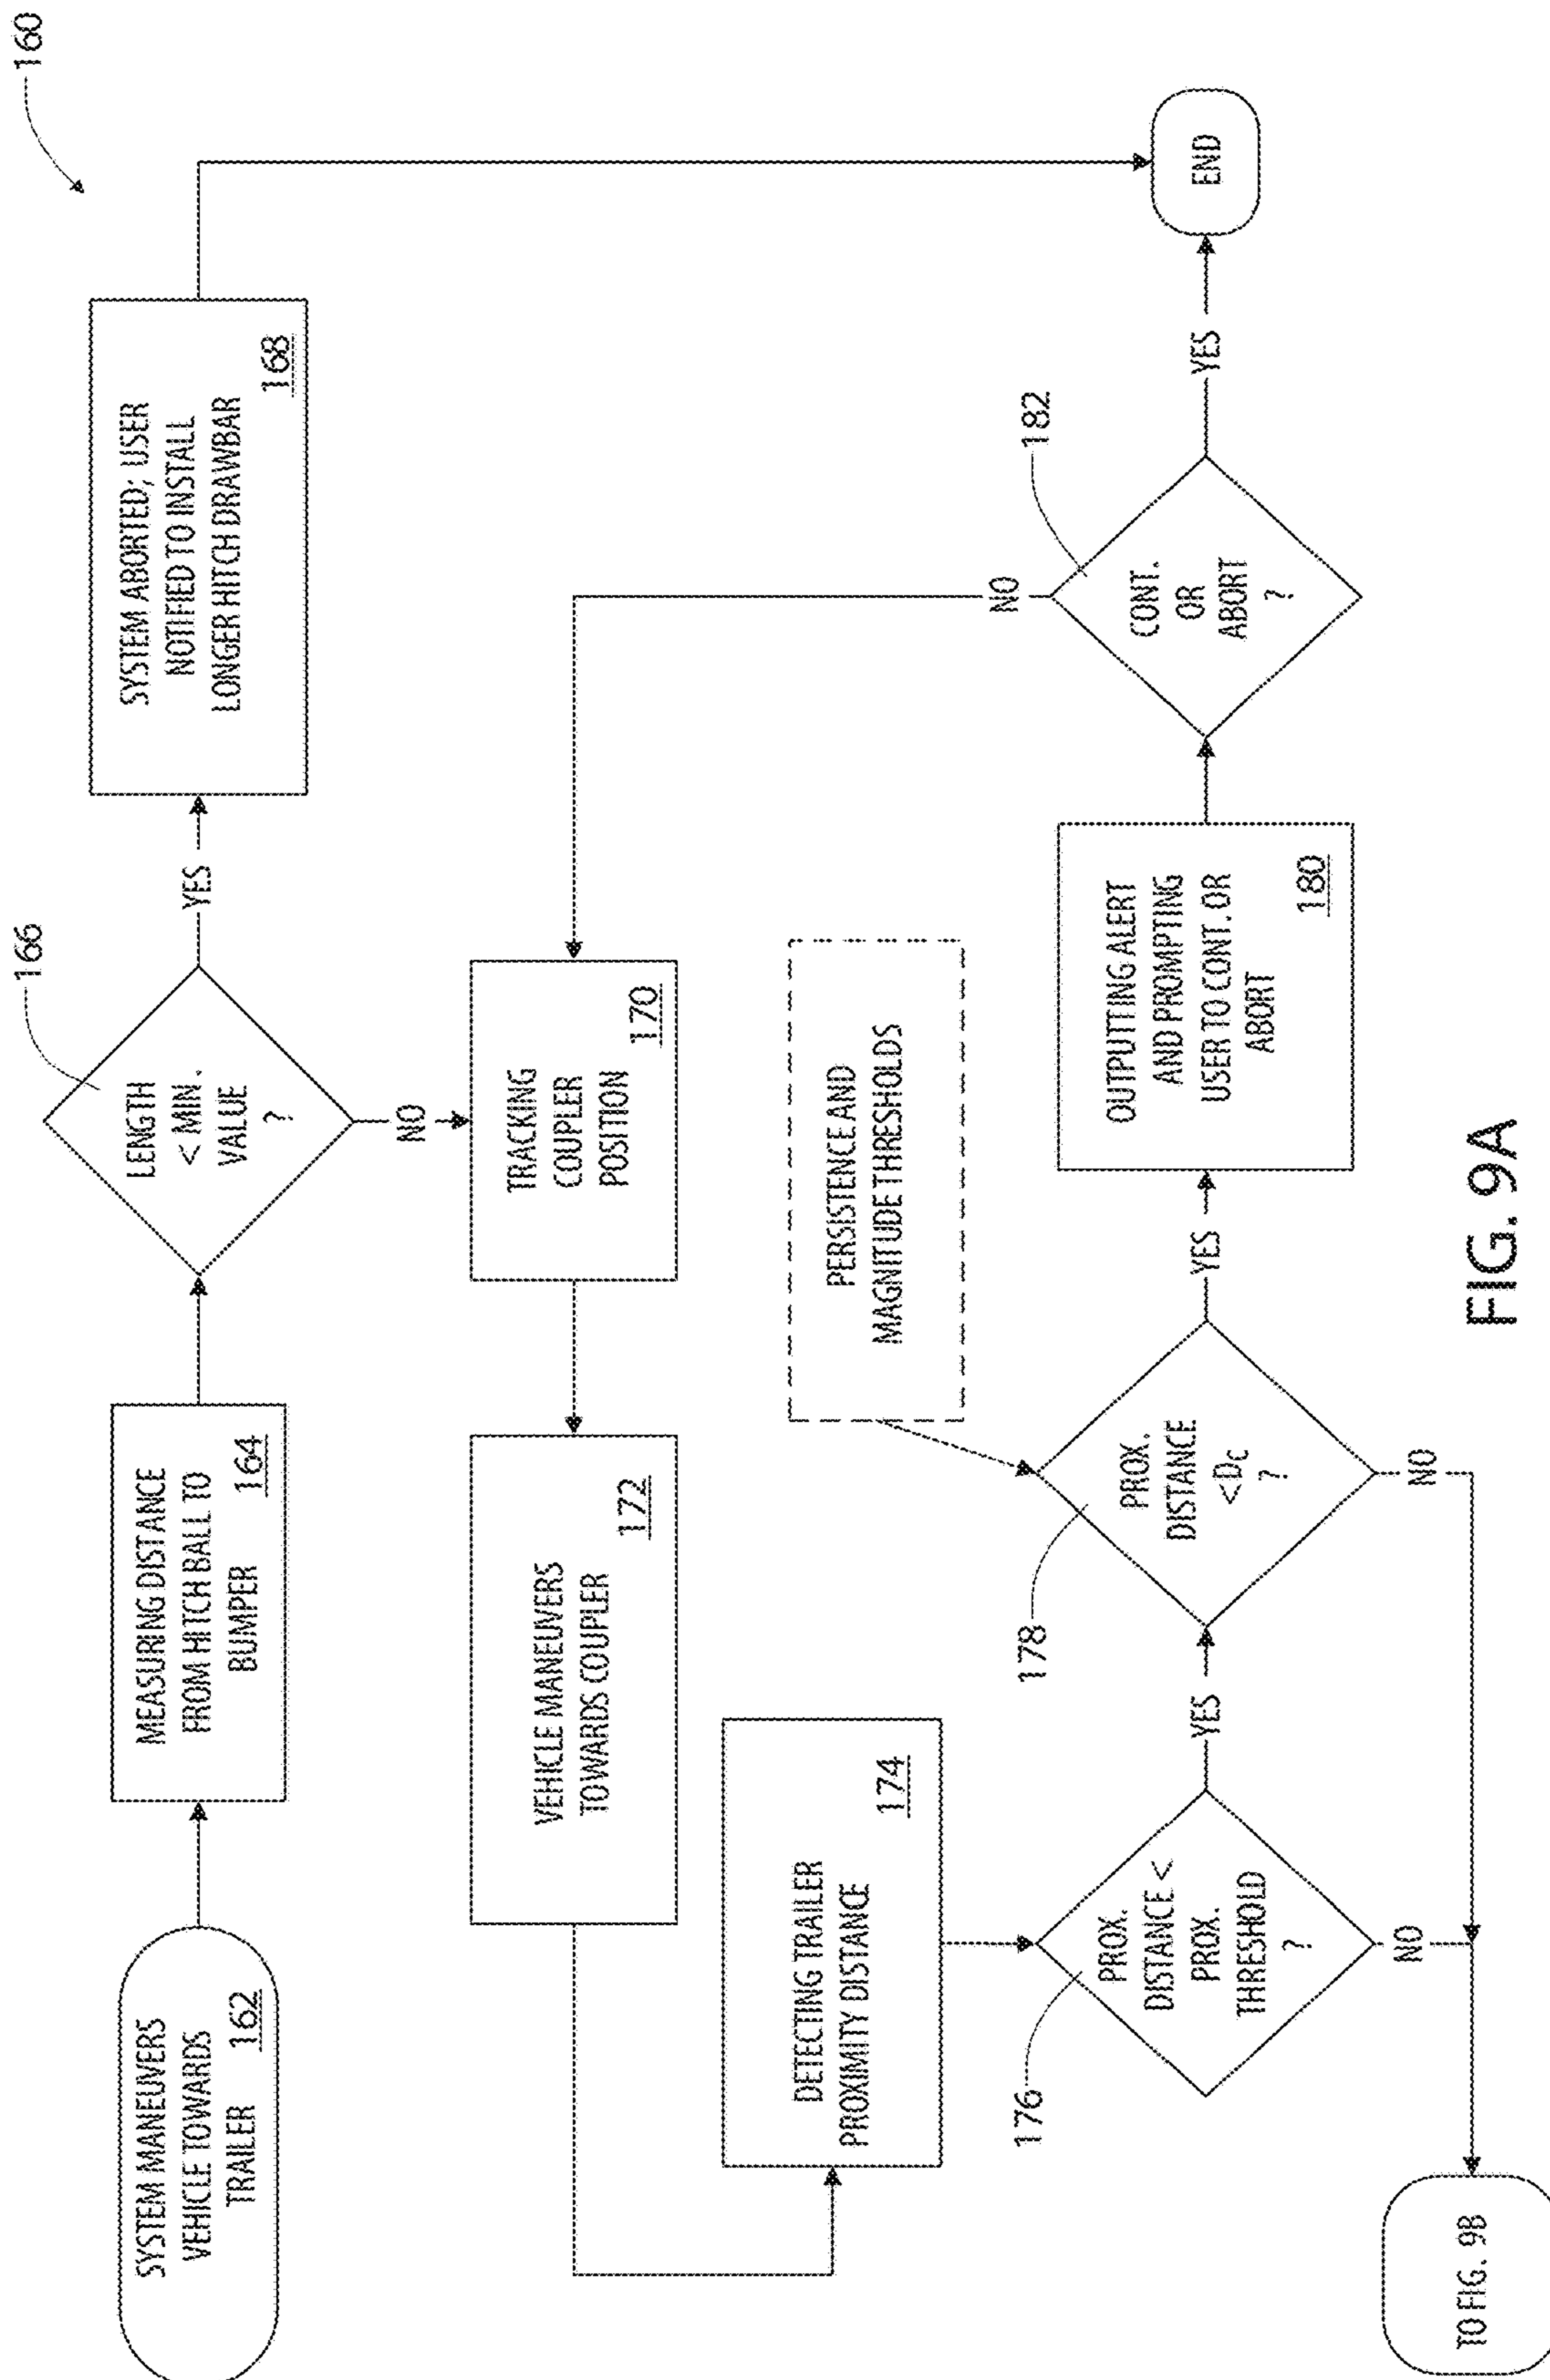 160
SYSTEM MANEUVERS
VEHICLE TOWARDS
TRAILER
162
MEASURING DISTANCE
FROM HITCH BALL TO
BUMPER
164
166
LENGTH
< MIN.
VALUE
?
YES
SYSTEM ABORTED; USER
NOTIFIED TO INSTALL
LONGER HITCH DRAWBAR
168
NO
TRACKING
COUPLER
POSITION
170
VEHICLE MANEUVERS
TOWARDS COUPLER
172
DETECTING TRAILER
PROXIMITY DISTANCE
174
PERSISTENCE AND
MAGNITUDE THRESHOLDS
176
PROX.
DISTANCE <
PROX.
THRESHOLD
?
YES
NO
178
PROX.
DISTANCE
<DC
?
YES
NO
OUTPUTTING ALERT
AND PROMPTING
USER TO CONT. OR
ABORT
180
182
CONT.
OR
ABORT
?
NO
YES
END
TO FIG. 9B
FIG. 9A